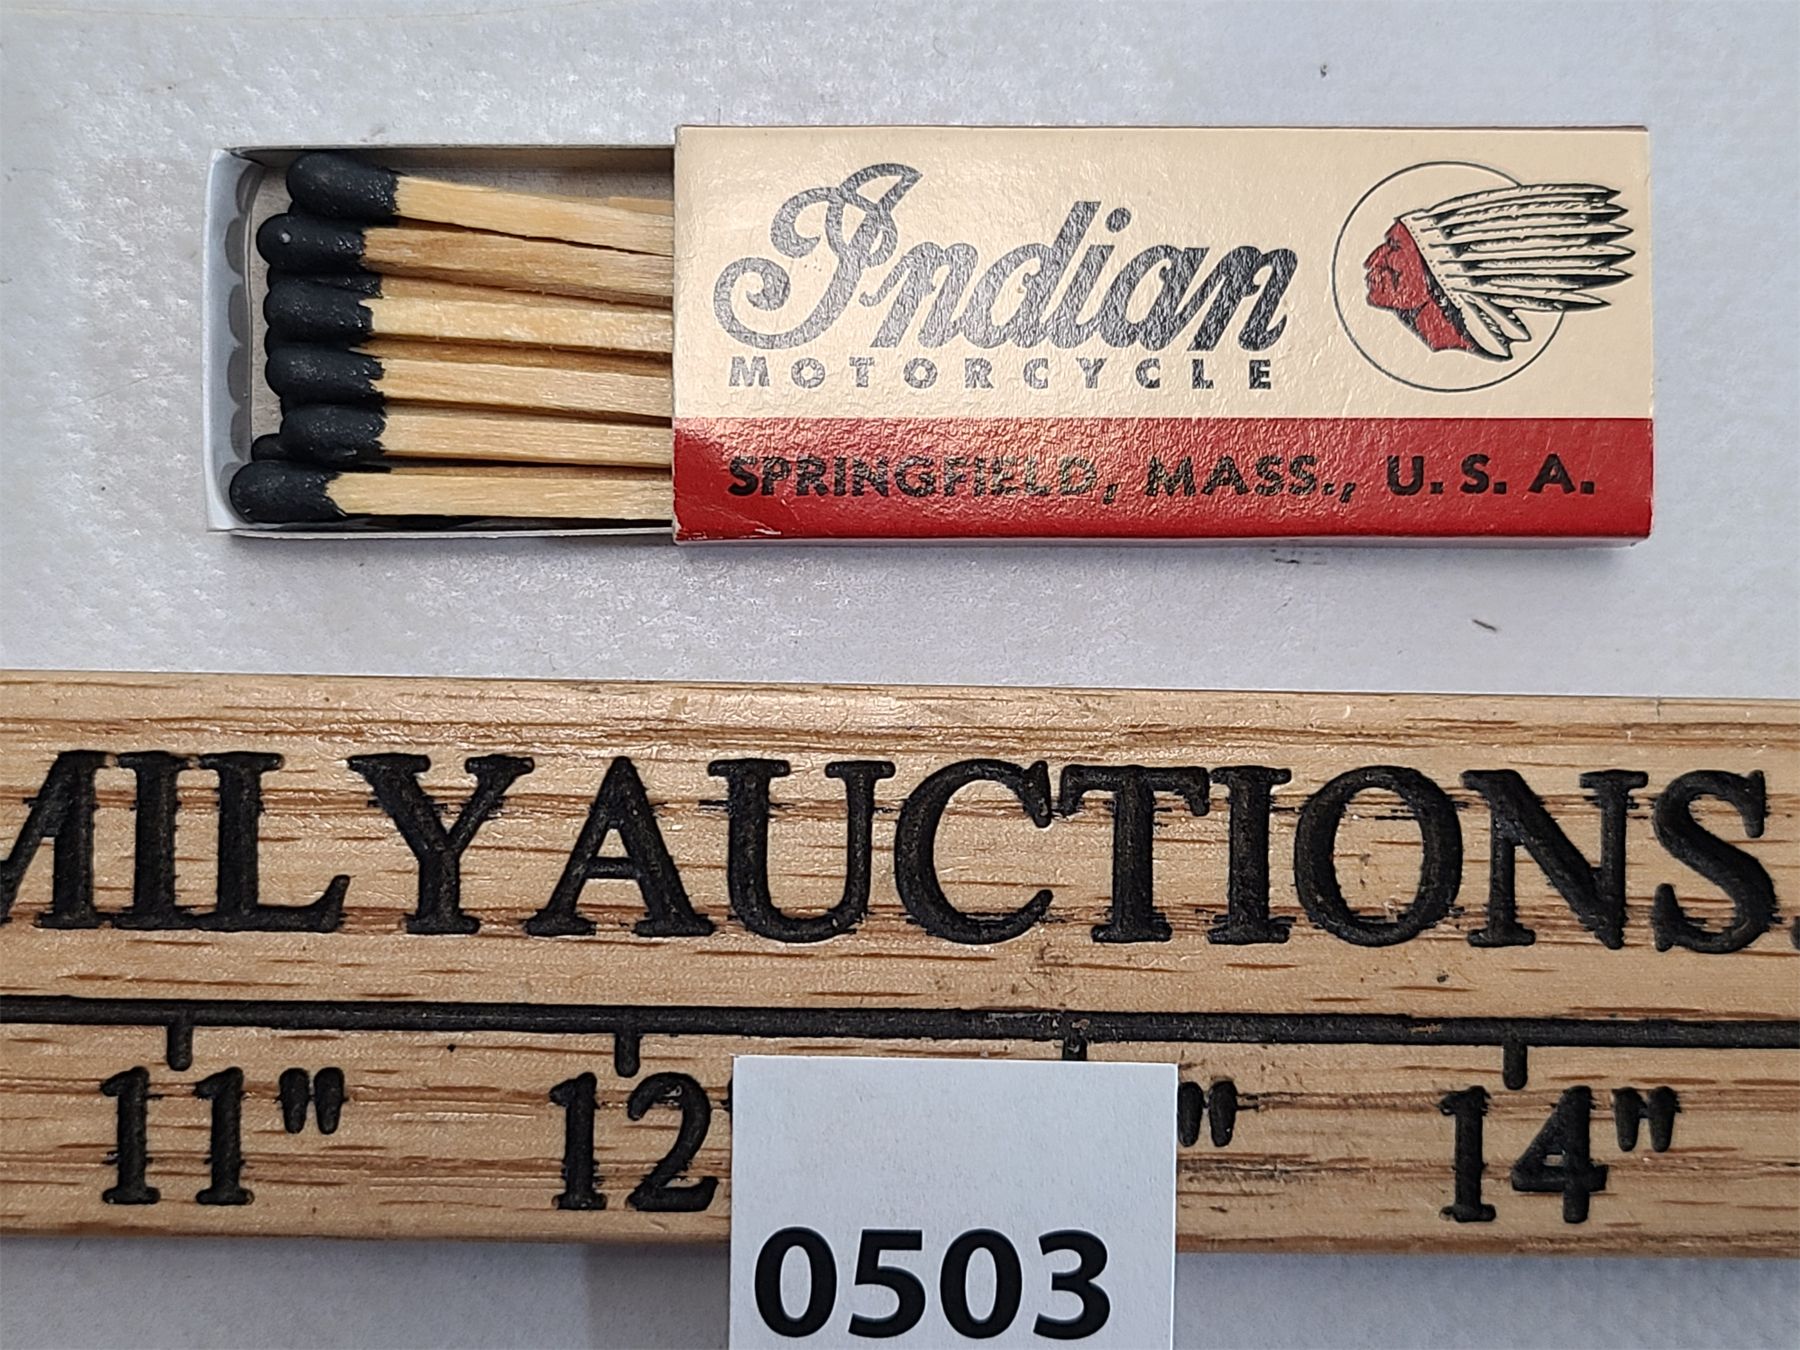 Indian
MOTORCYCLE
SPRINGFIELD, MASS., U.S.A.
MILYAUCTIONS.
11" 12 " 14"
0503